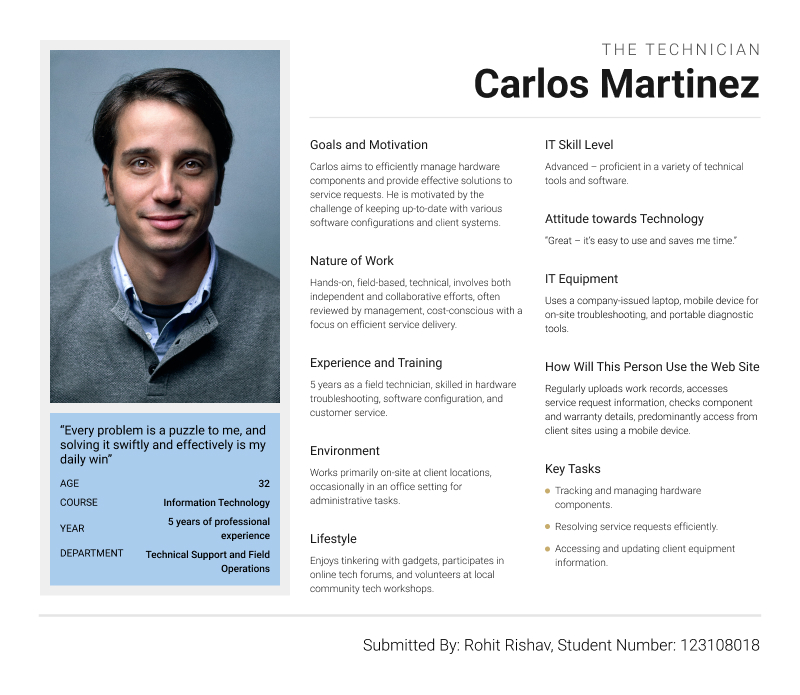 THE TECHNICIAN
Carlos Martinez
“Every problem is a puzzle to me, and
solving it swiftly and effectively is my
daily win”
AGE 32
COURSE Information Technology
YEAR 5 years of professional
experience
DEPARTMENT Technical Support and Field
Operations
Goals and Motivation
Carlos aims to efficiently manage hardware
components and provide effective solutions to
service requests. He is motivated by the
challenge of keeping up-to-date with various
software configurations and client systems.
Nature of Work
Hands-on, field-based, technical, involves both
independent and collaborative efforts, often
reviewed by management, cost-conscious with a
focus on efficient service delivery.
Experience and Training
5 years as a field technician, skilled in hardware
troubleshooting, software configuration, and
customer service.
Environment
Works primarily on-site at client locations,
occasionally in an office setting for
administrative tasks.
Lifestyle
Enjoys tinkering with gadgets, participates in
online tech forums, and volunteers at local
community tech workshops.
IT Skill Level
Advanced – proficient in a variety of technical
tools and software.
Attitude towards Technology
“Great – it’s easy to use and saves me time.”
IT Equipment
Uses a company-issued laptop, mobile device for
on-site troubleshooting, and portable diagnostic
tools.
How Will This Person Use the Web Site
Regularly uploads work records, accesses
service request information, checks component
and warranty details, predominantly access from
client sites using a mobile device.
Key Tasks
Tracking and managing hardware
components.
Resolving service requests efficiently.
Accessing and updating client equipment
information.
Submitted By: Rohit Rishav, Student Number: 123108018